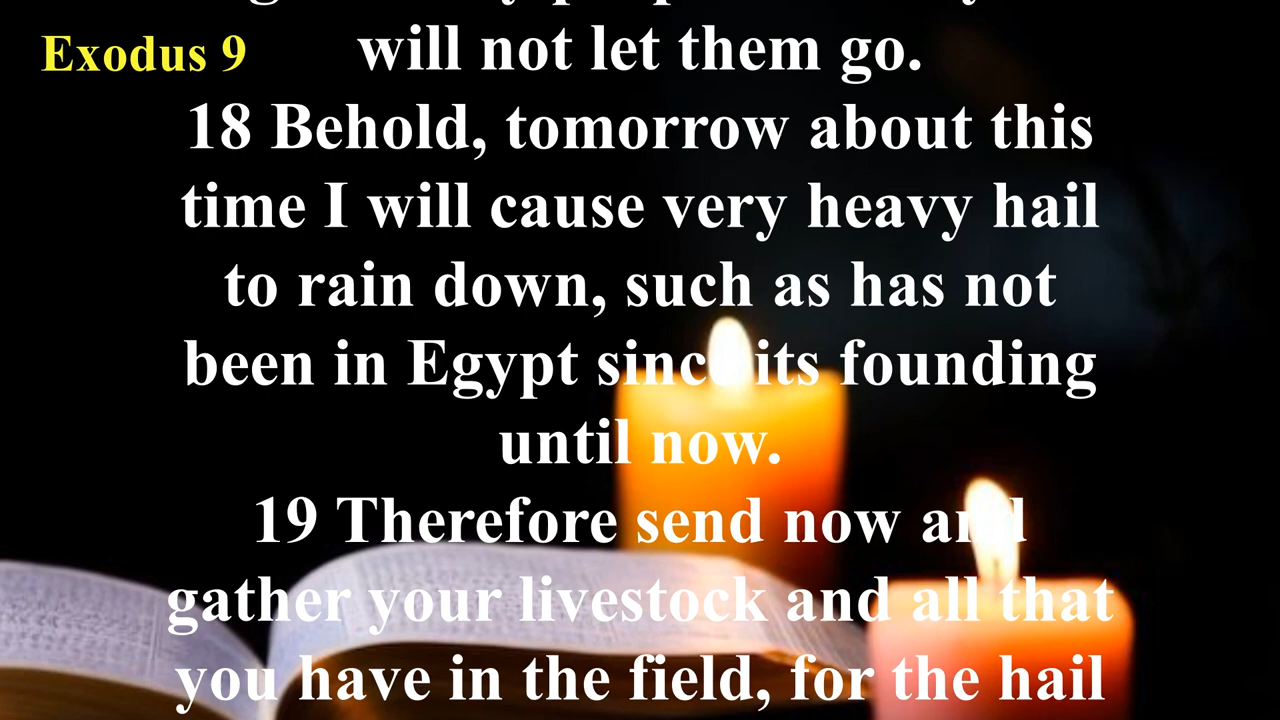 Exodus 9
will not let them go.
18 Behold, tomorrow about this
time I will cause very heavy hail
to rain down, such as has not
been in Egypt since its founding
until now.
19 Therefore send now and
gather your livestock and all that
you have in the field, for the hail